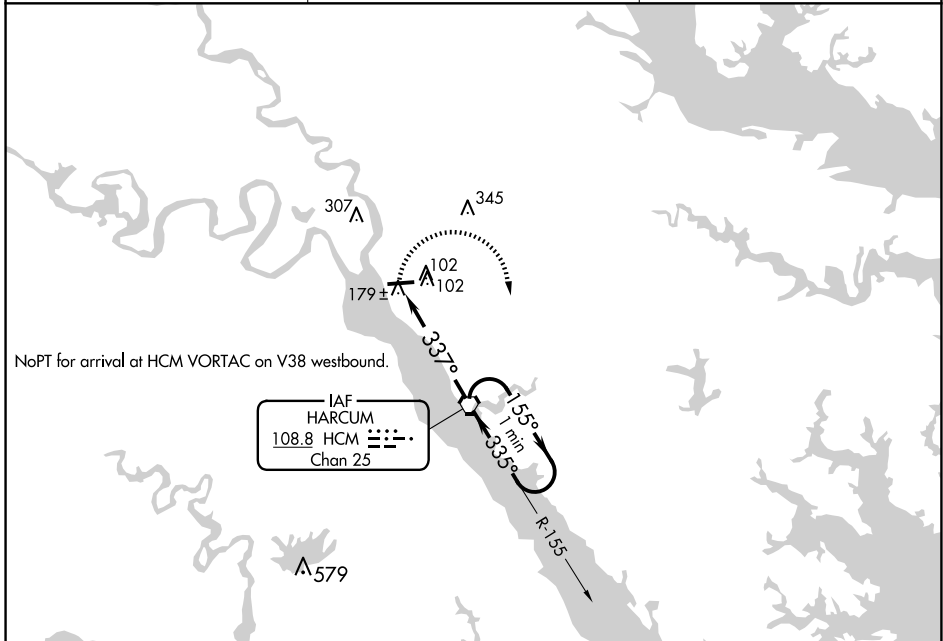 307
345
102
102
179 ±
NoPT for arrival at HCM VORTAC on V38 westbound.
337°
IAF
HARCUM
108.8 HCM
Chan 25
155°
1 min
335°
R-155
579